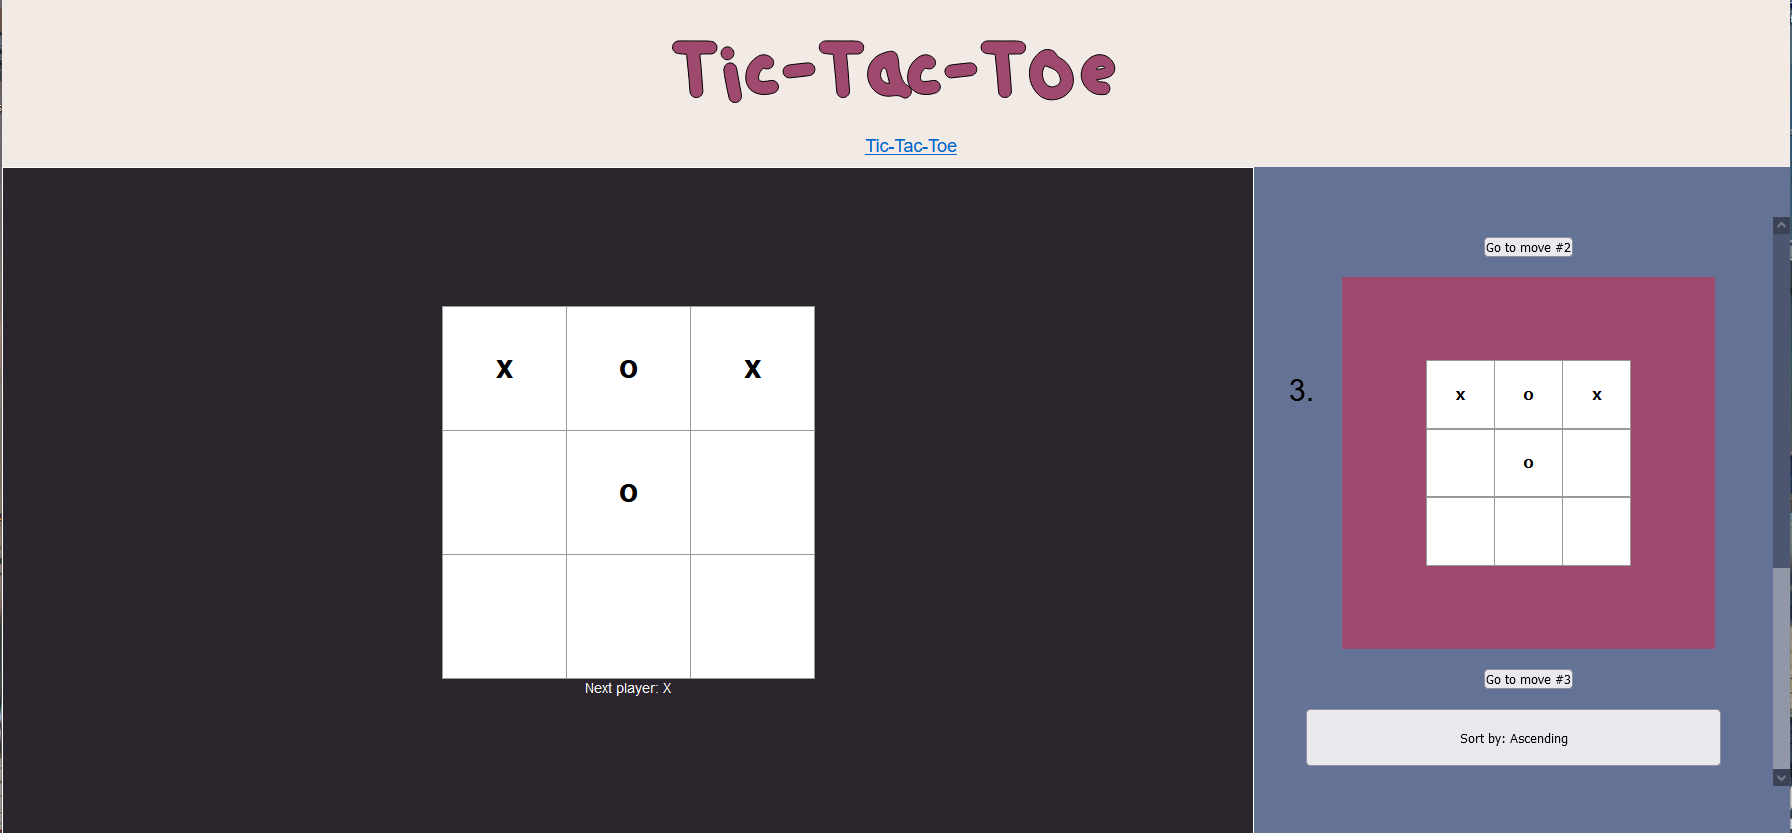 Tic-Tac-Toe
Tic-Tac-Toe
x o x
o
Next player: X
Go to move #2
3.
x o x
o
Go to move #3
Sort by: Ascending